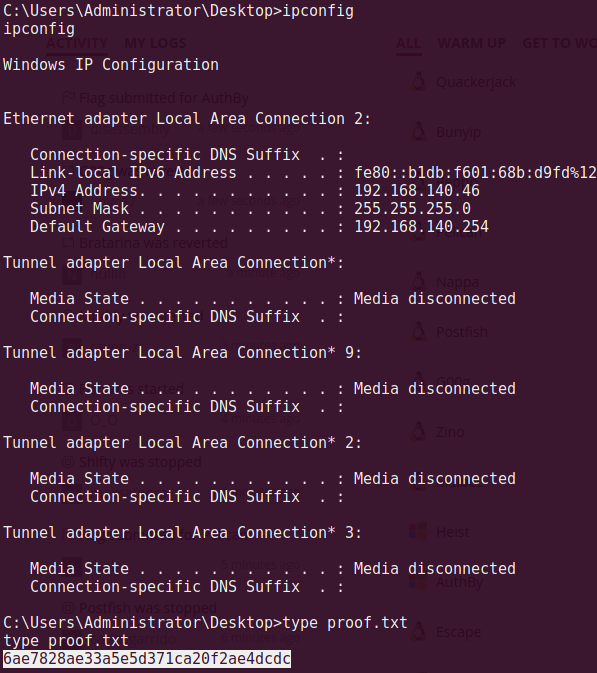 C:\Users\Administrator\Desktop>ipconfig
ipconfig
ACTIVITY MY LOGS ALL WARM UP GET TO WO
Windows IP Configuration
Quackerjack
Flag submitted for AuthBy
Ethernet adapter Local Area Connection 2:
Bunyip
Connection-specific DNS Suffix . :
Link-local IPv6 Address . . . . . : fe80::b1db:f601:68b:d9fd%12
IPv4 Address. . . . . . . . . . . : 192.168.140.46
Subnet Mask . . . . . . . . . . . : 255.255.255.0
Default Gateway . . . . . . . . . : 192.168.140.254
Bratarina was reverted
Tunnel adapter Local Area Connection*:
Nappa
Media State . . . . . . . . . . . : Media disconnected
Connection-specific DNS Suffix . :
Postfish
Tunnel adapter Local Area Connection* 9:
Media State . . . . . . . . . . . : Media disconnected
Connection-specific DNS Suffix . :
Zino
Tunnel adapter Local Area Connection* 2:
Shifty was stopped
Media State . . . . . . . . . . . : Media disconnected
Connection-specific DNS Suffix . :
Tunnel adapter Local Area Connection* 3:
Heist
Media State . . . . . . . . . . . : Media disconnected
Connection-specific DNS Suffix . :
AuthBy
Postfish was stopped
C:\Users\Administrator\Desktop>type proof.txt
Escape
type proof.txt
6ae7828ae33a5e5d371ca20f2ae4dcdc